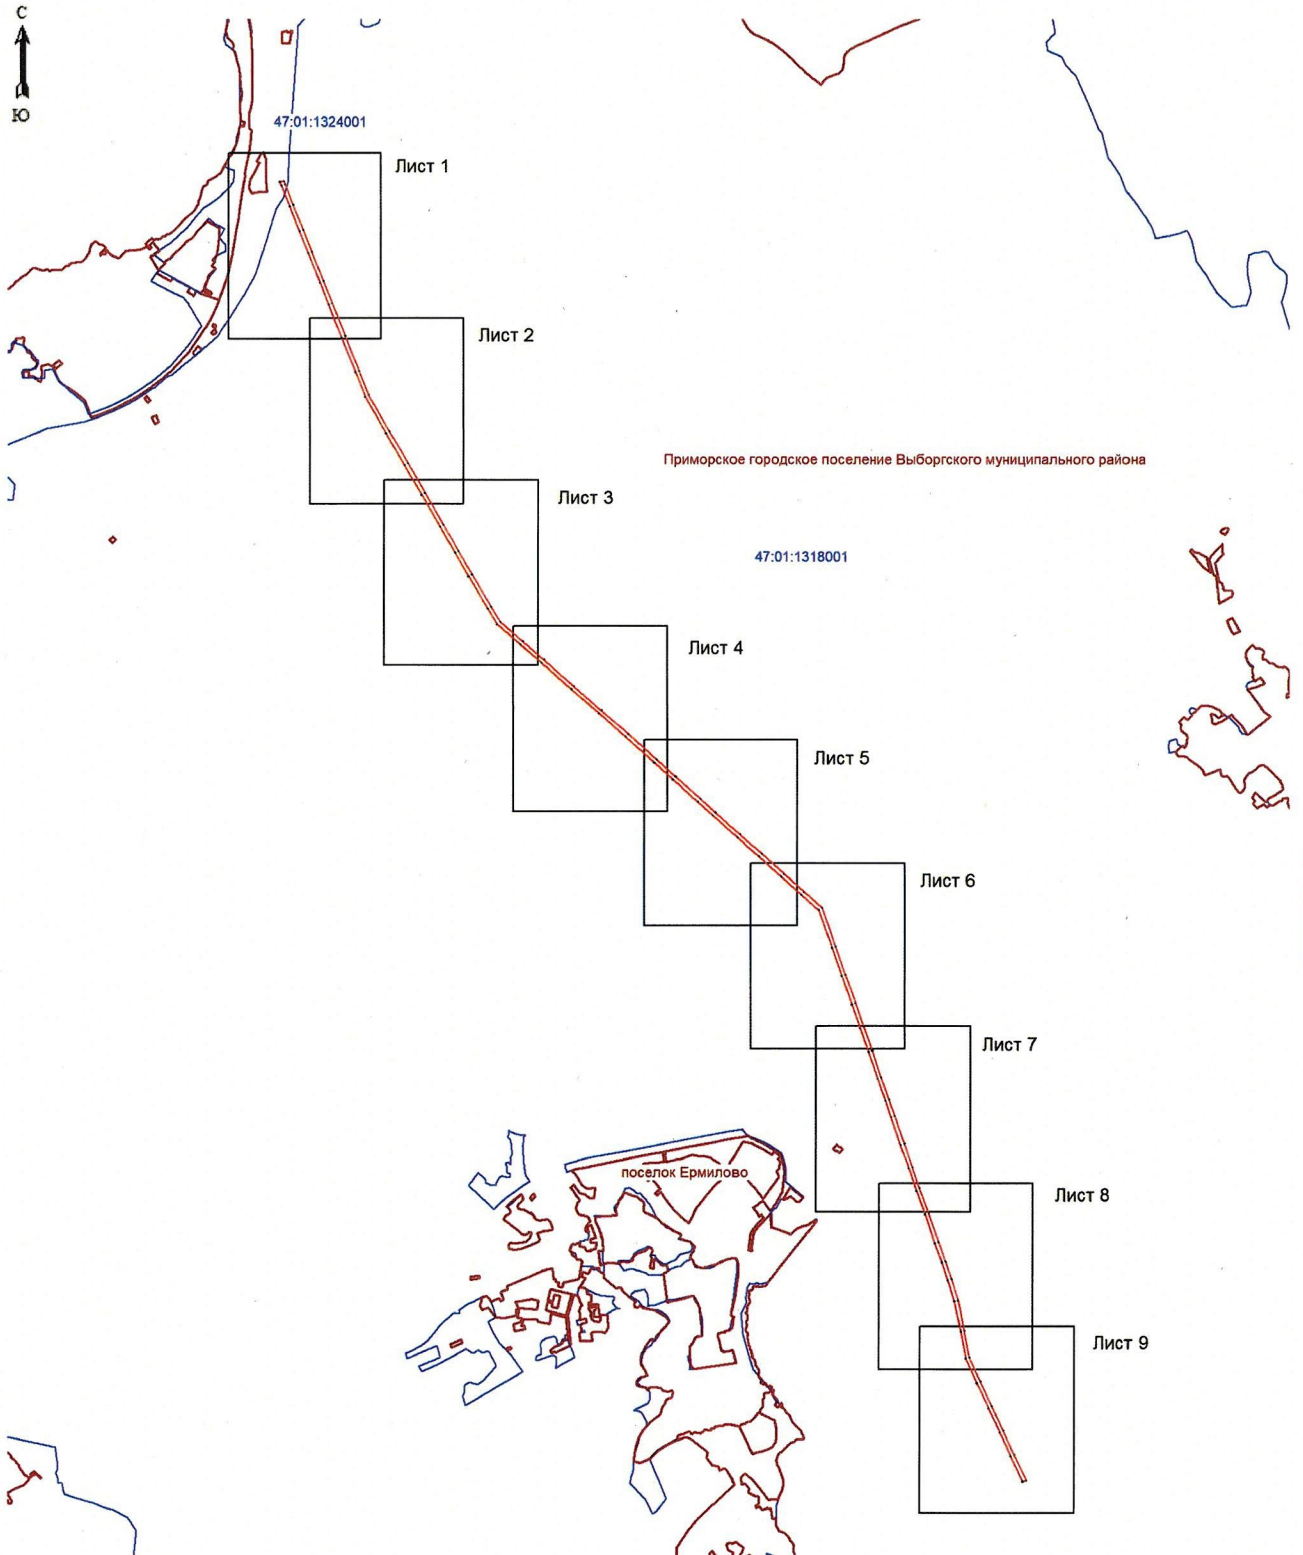 С
Ю
47:01:1324001
Лист 1
Лист 2
Приморское городское поселение Выборгского муниципального района
Лист 3
47:01:1318001
Лист 4
Лист 5
Лист 6
Лист 7
поселок Ермилово
Лист 8
Лист 9